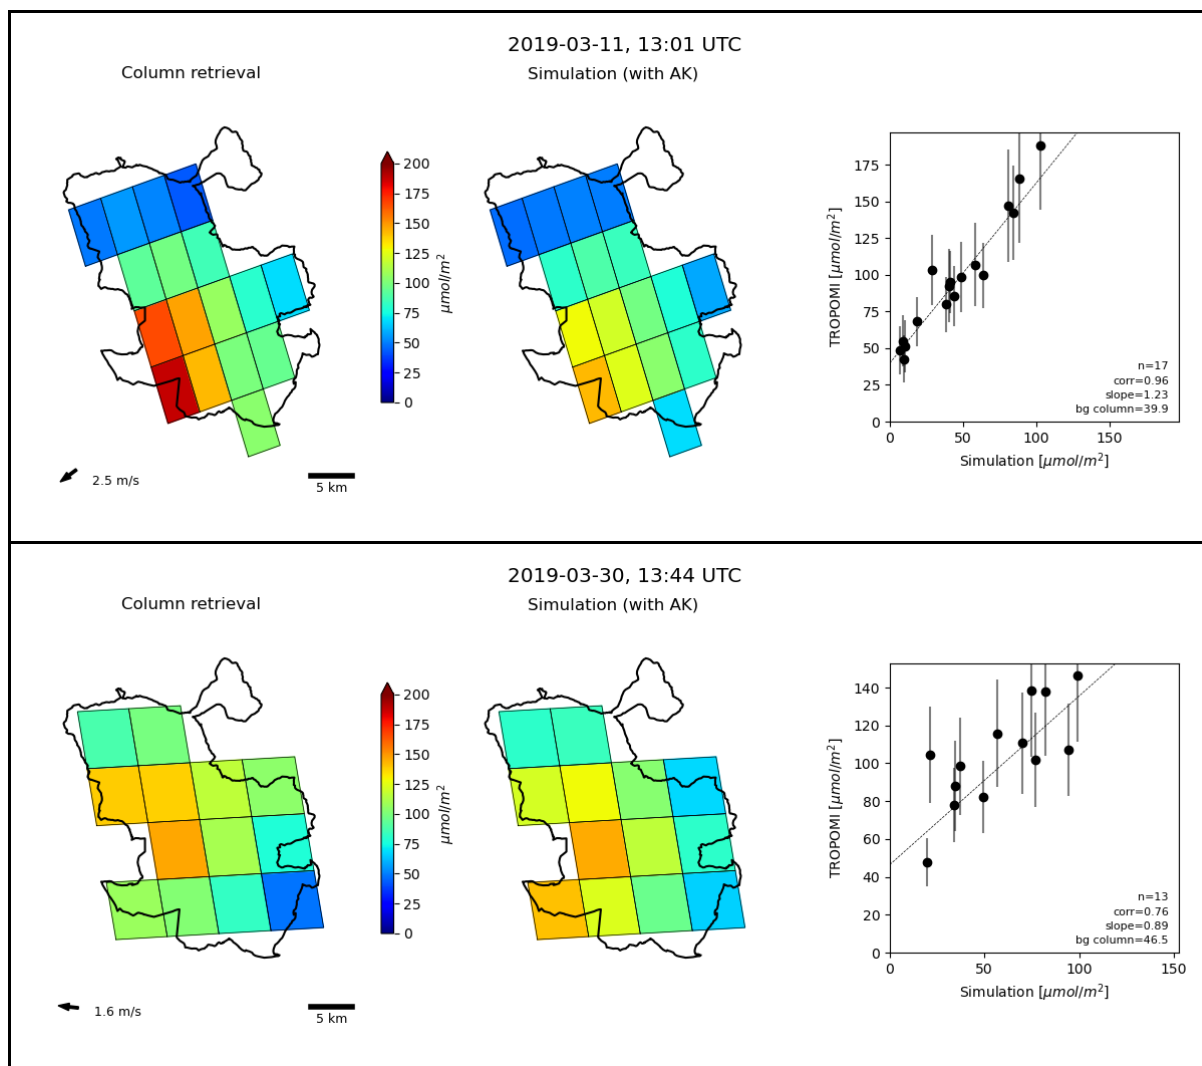 2019-03-11, 13:01 UTC
Column retrieval
Simulation (with AK)
200
175
150
125
100
75
50
25
0
μmol/m²
2.5 m/s
5 km
175
150
125
100
75
50
25
0
TROPOMI [μmol/m²]
n=17
corr=0.96
slope=1.23
bg column=39.9
0 50 100 150
Simulation [μmol/m²]
2019-03-30, 13:44 UTC
Column retrieval
Simulation (with AK)
200
175
150
125
100
75
50
25
0
μmol/m²
1.6 m/s
5 km
140
120
100
80
60
40
20
0
TROPOMI [μmol/m²]
n=13
corr=0.76
slope=0.89
bg column=46.5
0 50 100 150
Simulation [μmol/m²]